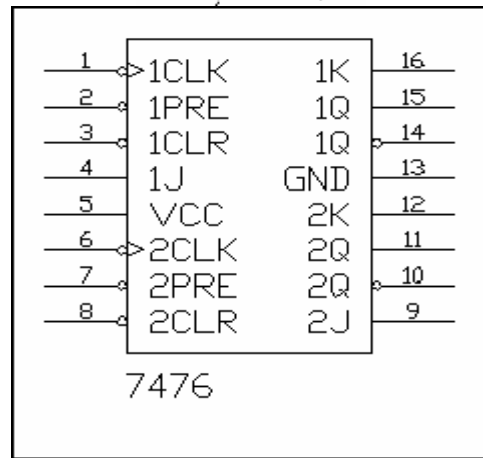 1 1CLK 1K 16
2 1PRE 1Q 15
3 1CLR 1Q 14
4 1J GND 13
5 VCC 2K 12
6 2CLK 2Q 11
7 2PRE 2Q 10
8 2CLR 2J 9
7476